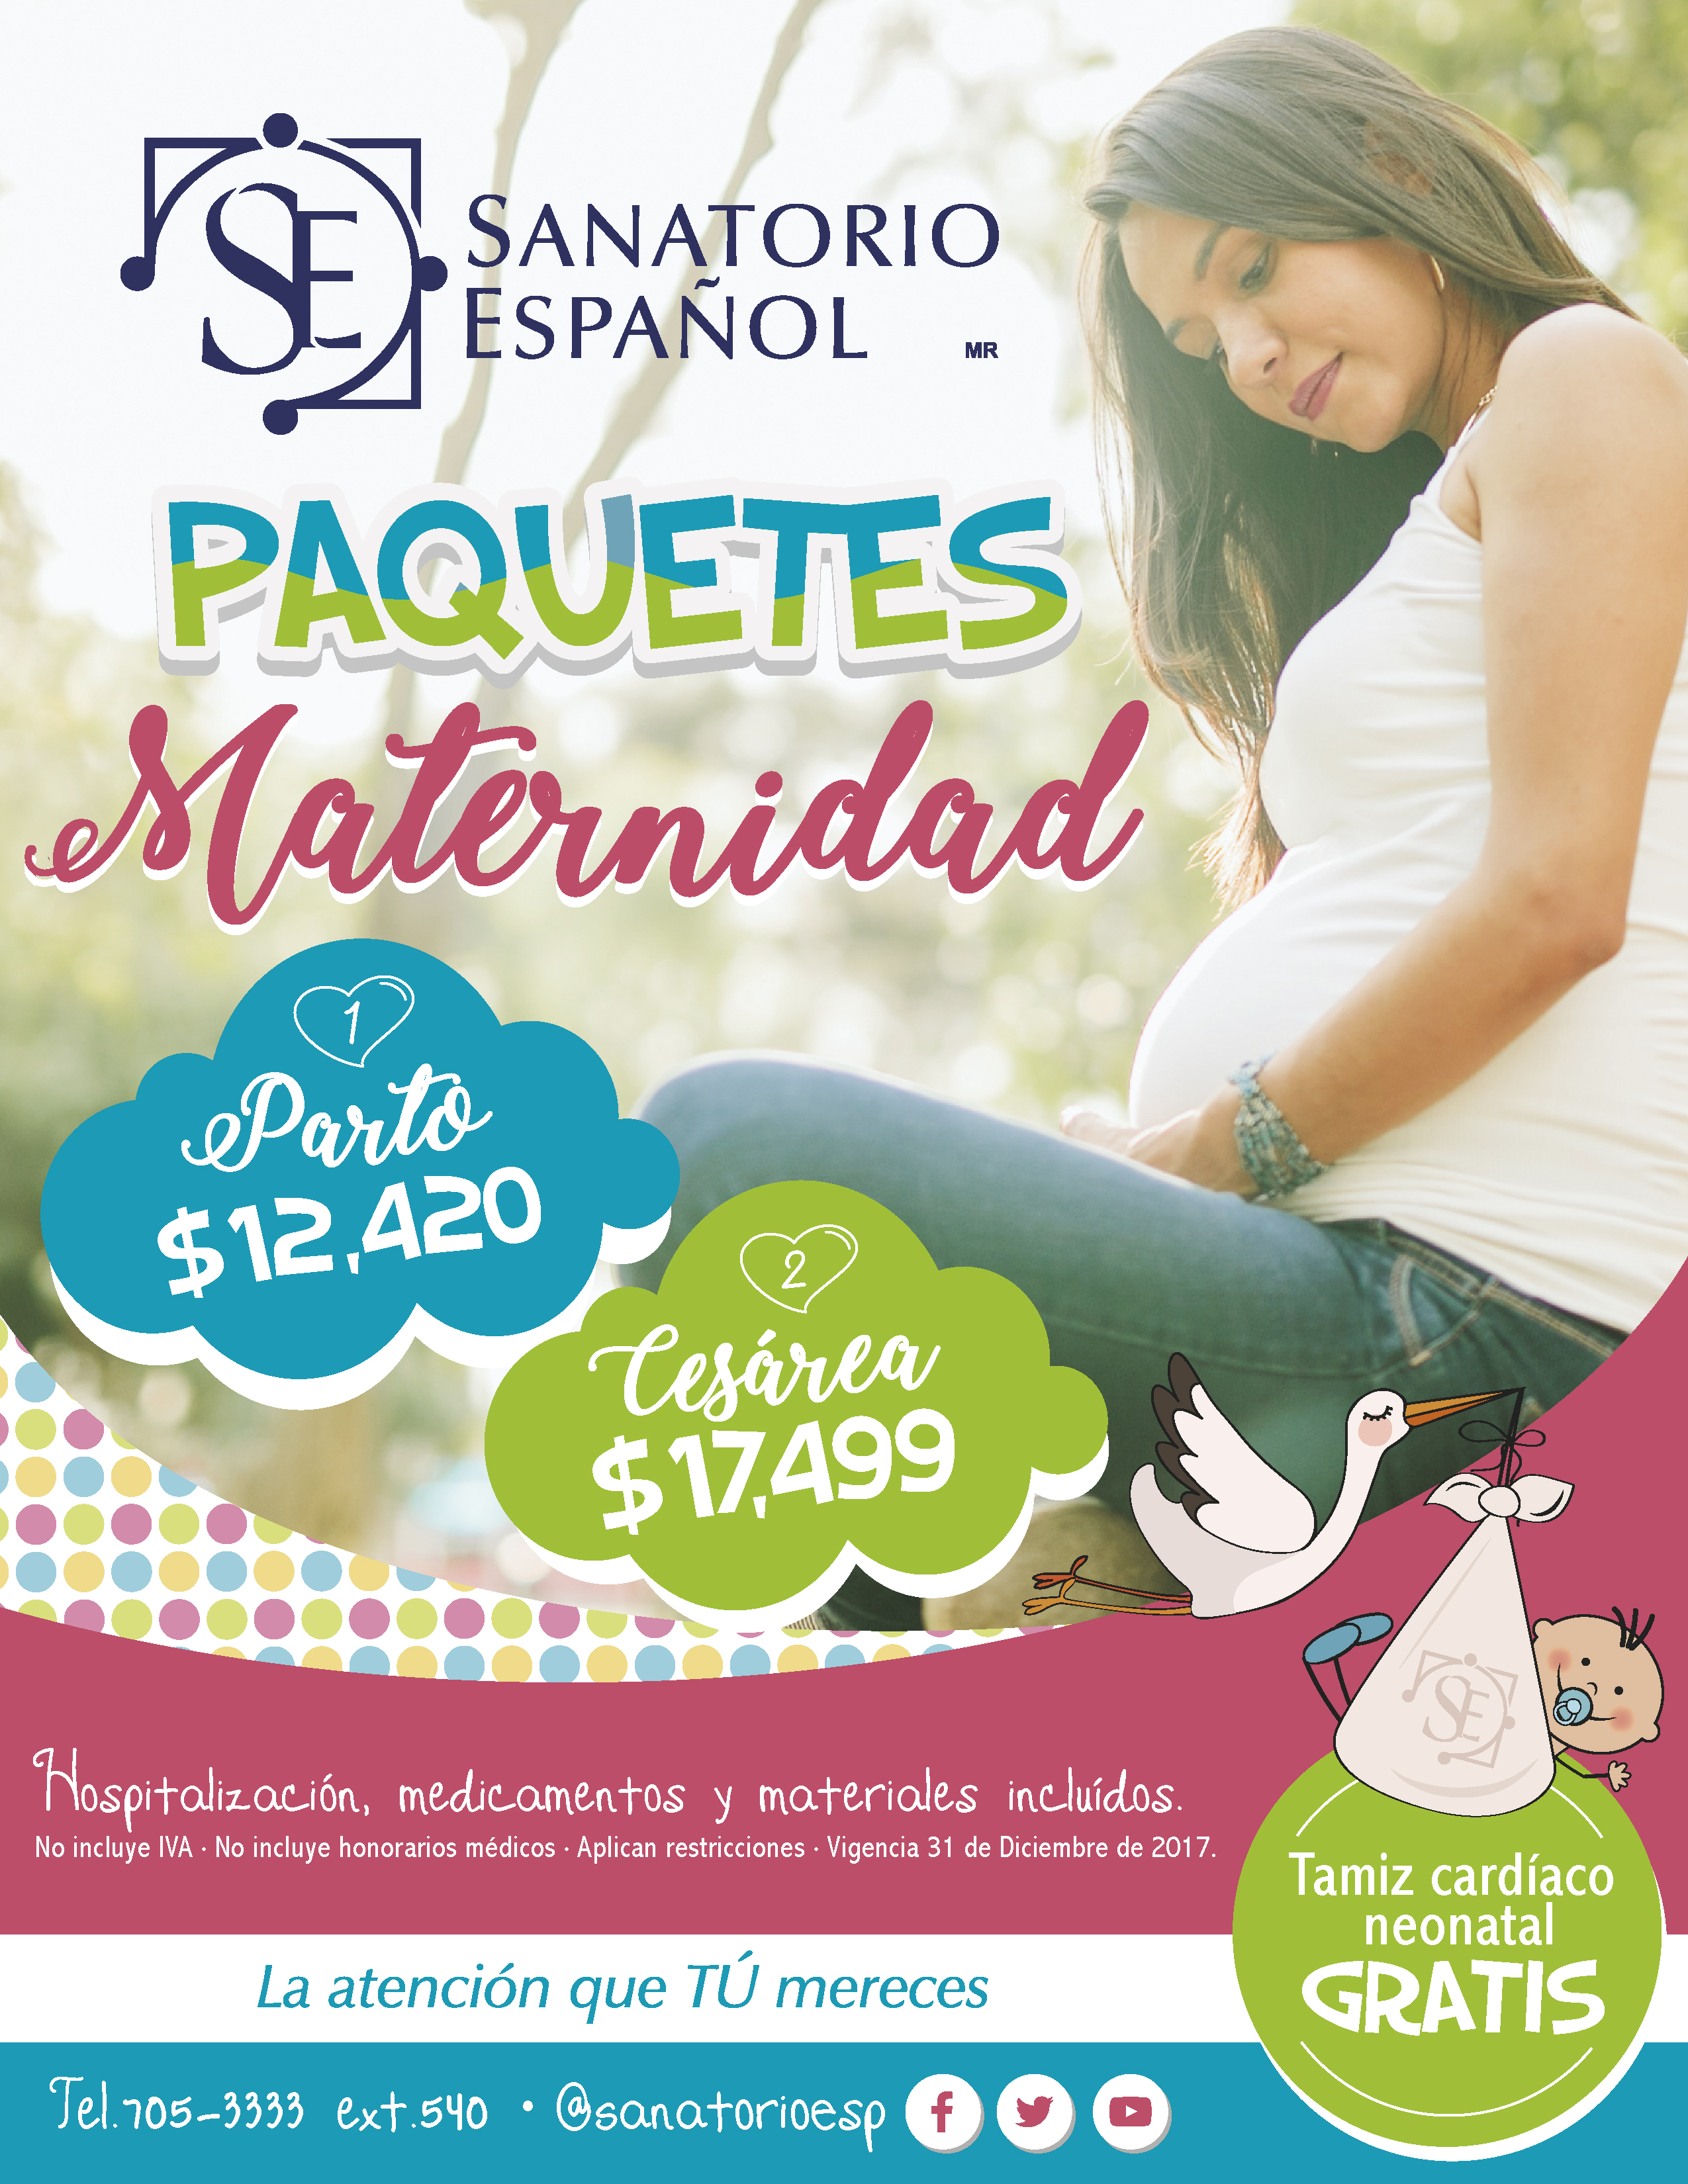 SE
SANATORIO
ESPAÑOL
MR
PAQUETES
Maternidad
1
Parto
$12,420
2
Cesárea
$17,499
SE
Hospitalización, medicamentos y materiales incluídos.
No incluye IVA · No incluye honorarios médicos · Aplican restricciones · Vigencia 31 de Diciembre de 2017.
Tamiz cardíaco
neonatal
GRATIS
La atención que TÚ mereces
Tel.705-3333 ext.540 · @sanatorioesp